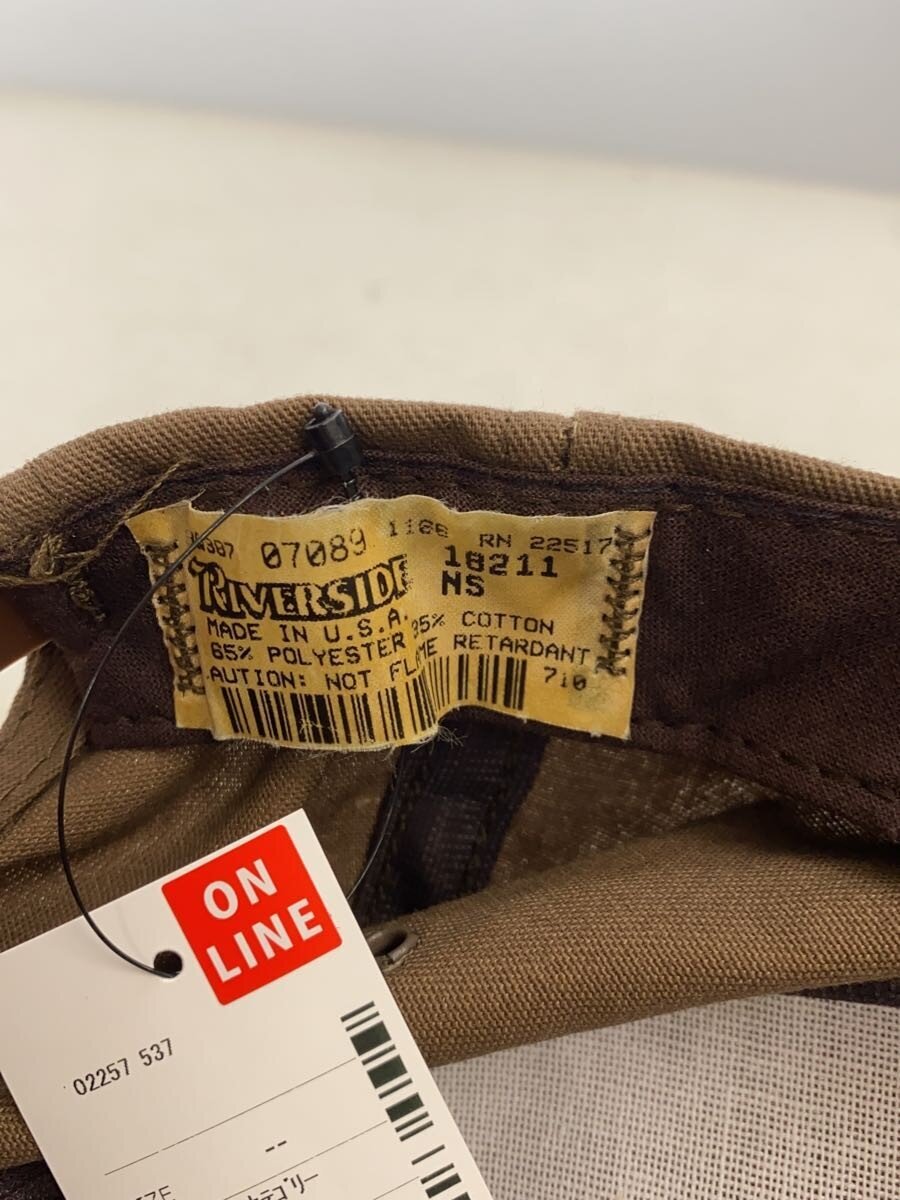 07089 1166 RN 22517
RIVERSIDE 18211
NS
MADE IN U.S.A.
65% POLYESTER 35% COTTON
CAUTION: NOT FLAME RETARDANT
710
ON
LINE
02257 537
--